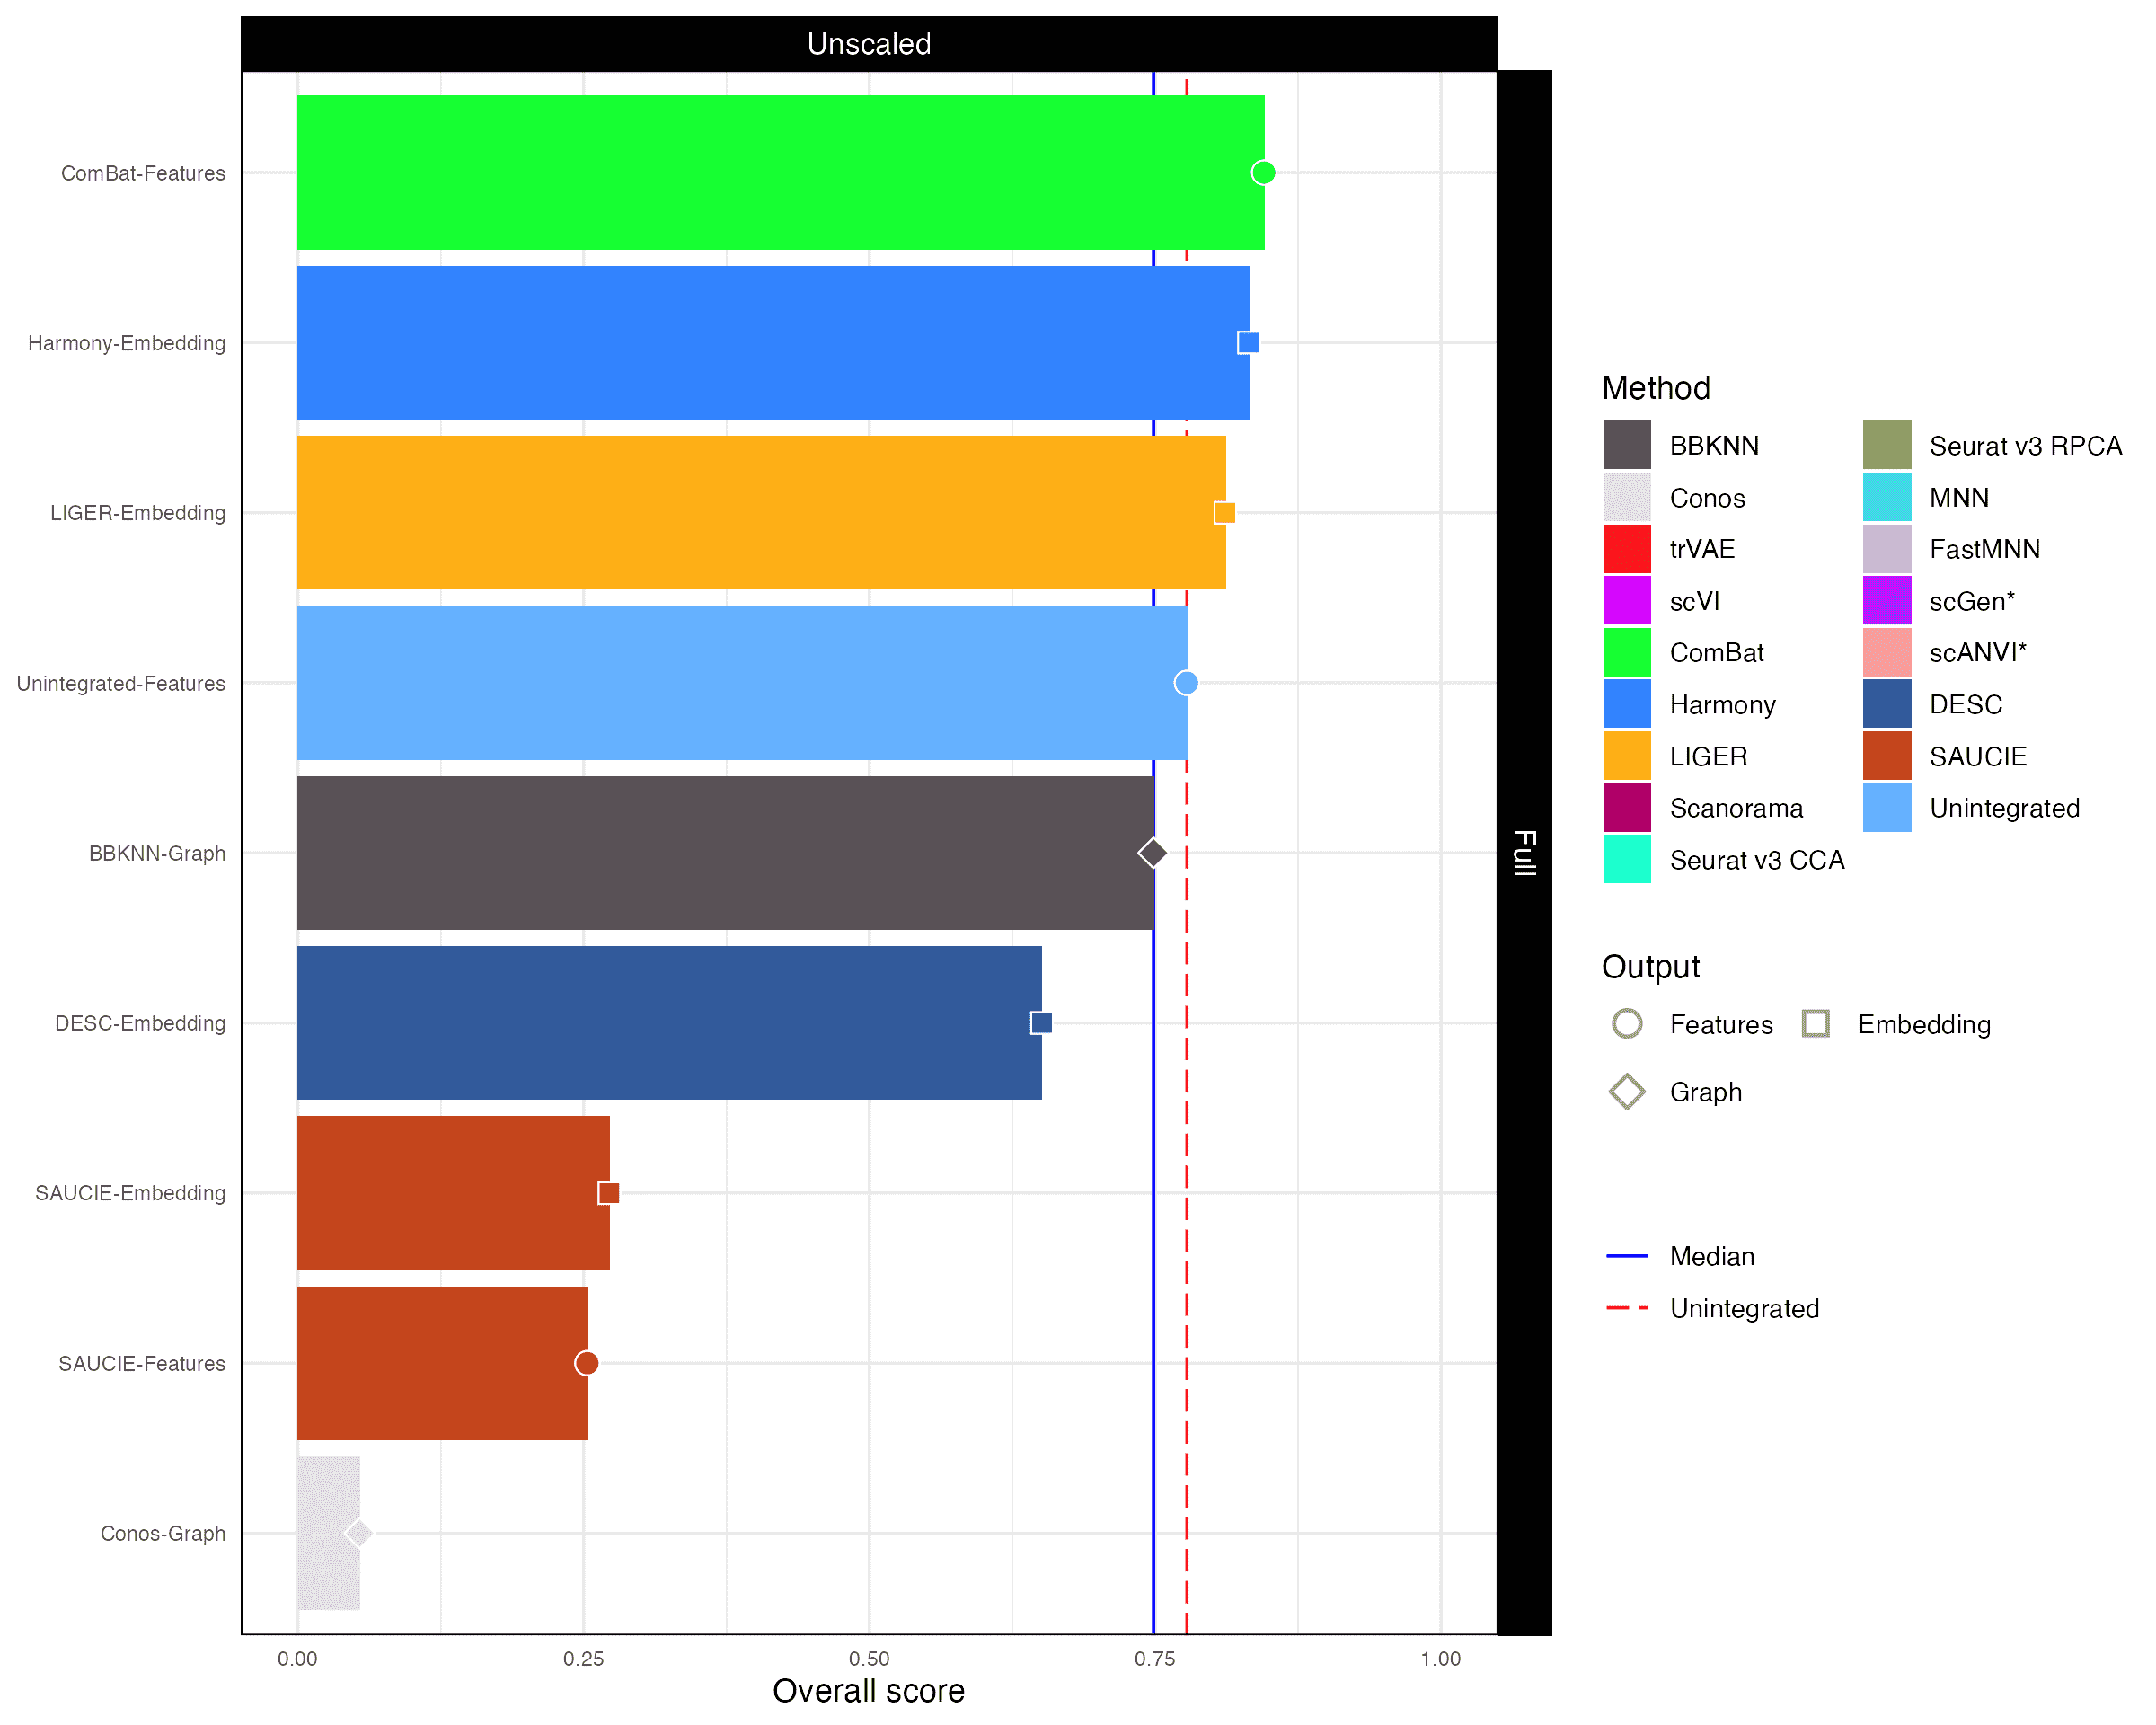 Unscaled
ComBat-Features
Harmony-Embedding
LIGER-Embedding
Unintegrated-Features
BBKNN-Graph
DESC-Embedding
SAUCIE-Embedding
SAUCIE-Features
Conos-Graph
0.00 0.25 0.50 0.75 1.00
Overall score
Full
Method
BBKNN Seurat v3 RPCA
Conos MNN
trVAE FastMNN
scVI scGen*
ComBat scANVI*
Harmony DESC
LIGER SAUCIE
Scanorama Unintegrated
Seurat v3 CCA
Output
Features Embedding
Graph
Median
Unintegrated